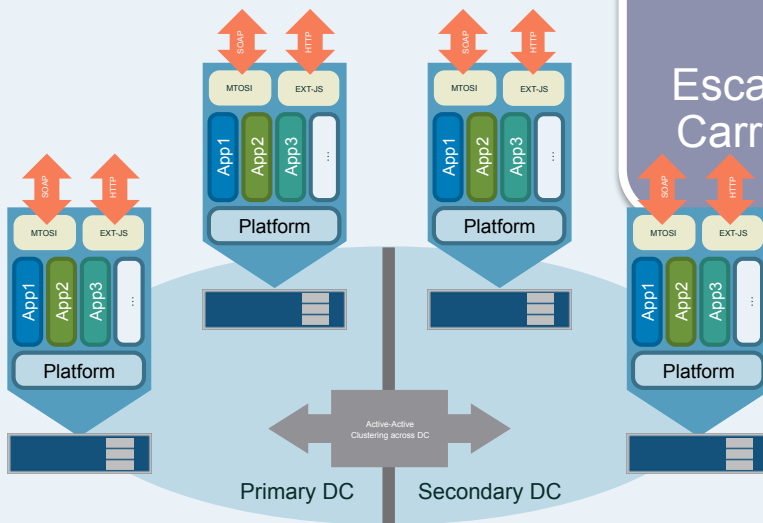 SOAP
HTTP
MTOSI
EXT-JS
App1
App2
App3
...
Platform
SOAP
HTTP
MTOSI
EXT-JS
App1
App2
App3
...
Platform
Esca
Carr
SOAP
HTTP
MTOSI
EXT-JS
App1
App2
App3
...
Platform
SOAP
HTTP
MTOSI
EXT-JS
App1
App2
App3
...
Platform
Active-Active
Clustering across DC
Primary DC
Secondary DC